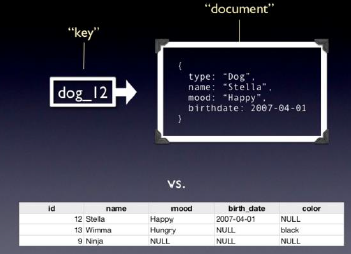 "document"
"key"
dog_12
{
type: "Dog",
name: "Stella",
mood: "Happy",
birthdate: 2007-04-01
}
vs.
id name mood birth_date color
12 Stella Happy 2007-04-01 NULL
13 Wimma Hungry NULL black
9 Ninja NULL NULL NULL